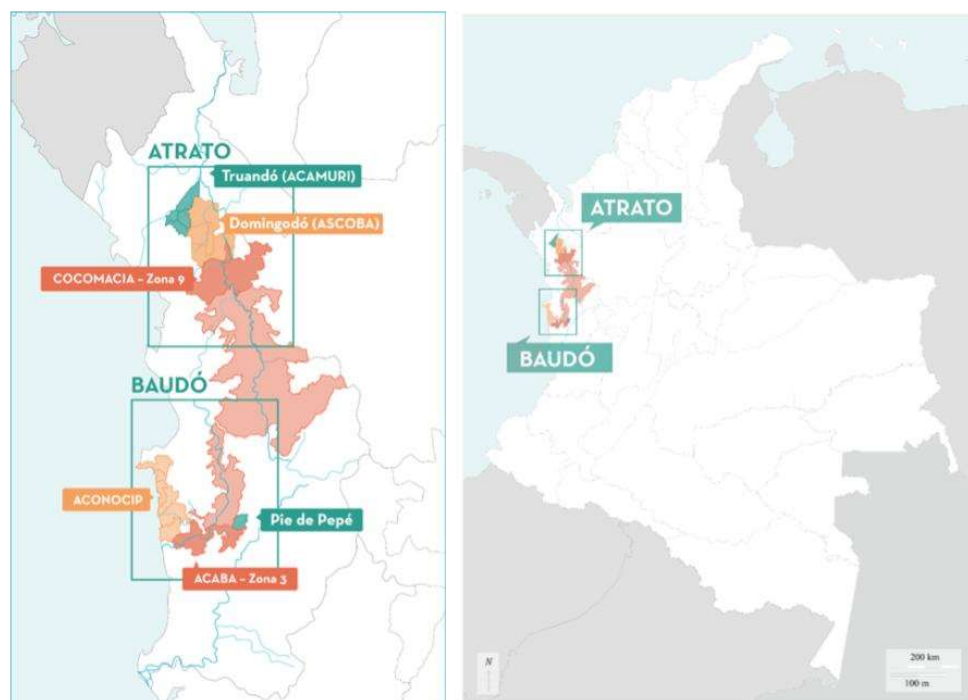 ATRATO
Truandó (ACAMURI)
Domingodó (ASCOBA)
COCOMACIA – Zona 9
BAUDÓ
ACONOCIP
Pie de Pepé
ACABA – Zona 3
ATRATO
BAUDÓ
N
200 km
100 m